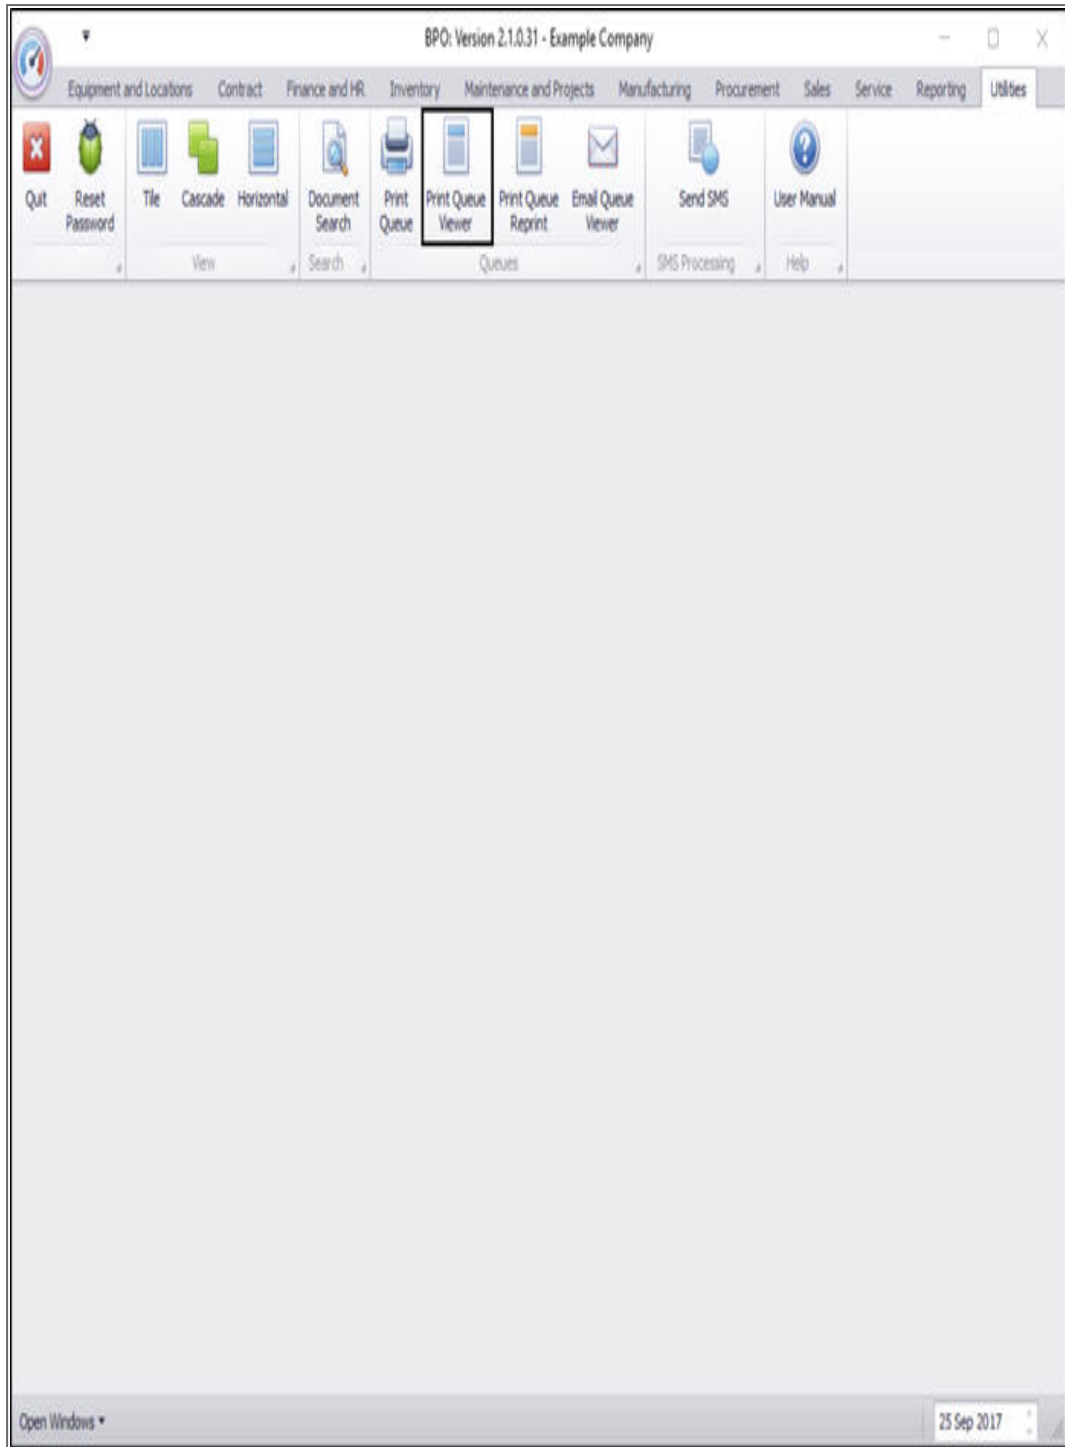 BPO: Version 2.1.0.31 - Example Company
Equipment and Locations Contract Finance and HR Inventory Maintenance and Projects Manufacturing Procurement Sales Service Reporting Utilities
Quit Reset Tile Cascade Horizontal Document Print Print Queue Print Queue Email Queue Send SMS User Manual
Password Search Queue Viewer Reprint Viewer
View Search Queues SMS Processing Help
Open Windows 25 Sep 2017